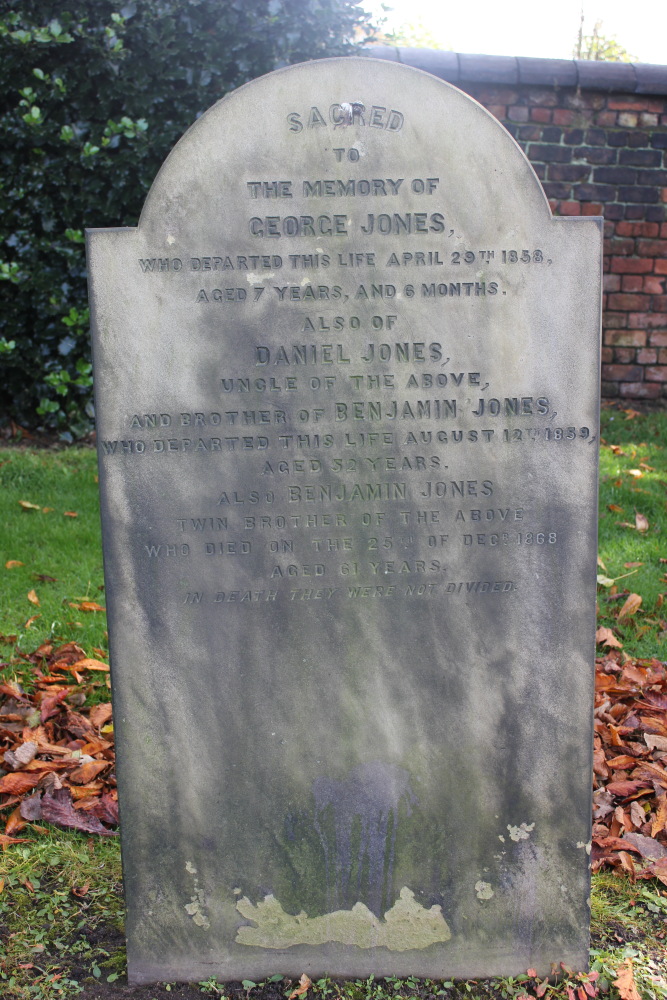 SACRED
TO
THE MEMORY OF
GEORGE JONES,
WHO DEPARTED THIS LIFE APRIL 29TH 1858,
AGED 7 YEARS, AND 6 MONTHS.
ALSO OF
DANIEL JONES,
UNCLE OF THE ABOVE,
AND BROTHER OF BENJAMIN JONES,
WHO DEPARTED THIS LIFE AUGUST 12TH 1859,
AGED 52 YEARS.
ALSO BENJAMIN JONES
TWIN BROTHER OF THE ABOVE
WHO DIED ON THE 25TH OF DECR 1868
AGED 61 YEARS.
IN DEATH THEY WERE NOT DIVIDED.